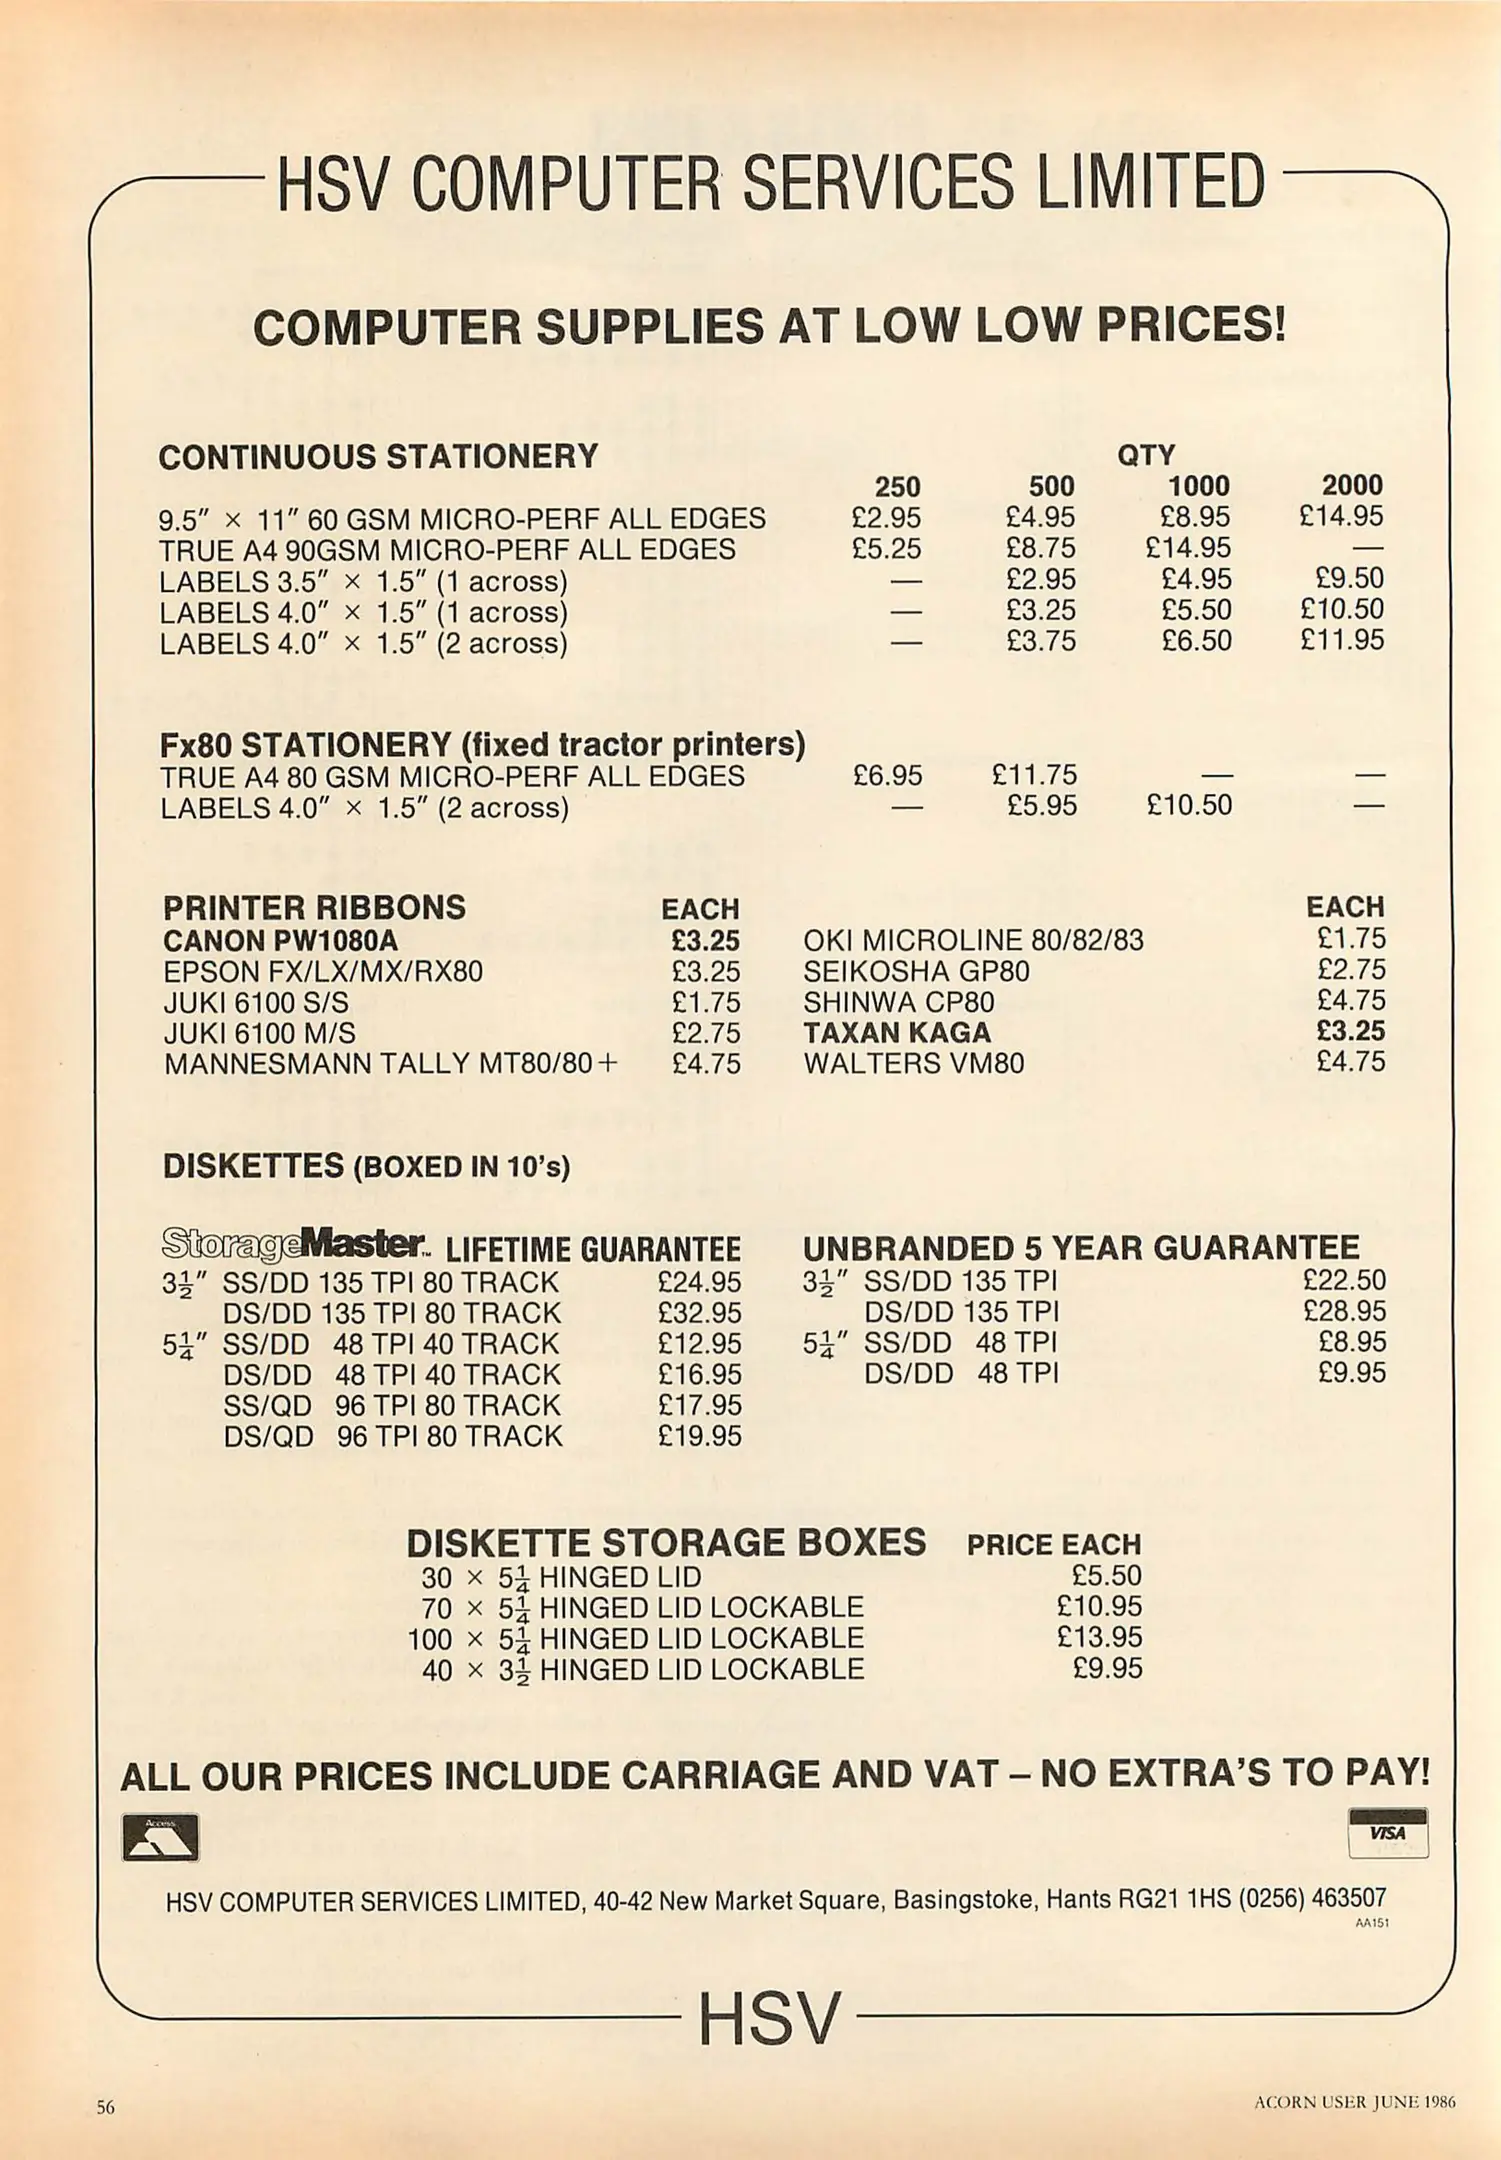 HSV COMPUTER SERVICES LIMITED
COMPUTER SUPPLIES AT LOW LOW PRICES!
CONTINUOUS STATIONERY QTY
250 500 1000 2000
9.5" × 11" 60 GSM MICRO-PERF ALL EDGES £2.95 £4.95 £8.95 £14.95
TRUE A4 90GSM MICRO-PERF ALL EDGES £5.25 £8.75 £14.95 —
LABELS 3.5" × 1.5" (1 across) — £2.95 £4.95 £9.50
LABELS 4.0" × 1.5" (1 across) — £3.25 £5.50 £10.50
LABELS 4.0" × 1.5" (2 across) — £3.75 £6.50 £11.95
Fx80 STATIONERY (fixed tractor printers)
TRUE A4 80 GSM MICRO-PERF ALL EDGES £6.95 £11.75 — —
LABELS 4.0" × 1.5" (2 across) — £5.95 £10.50 —
PRINTER RIBBONS EACH EACH
CANON PW1080A £3.25 OKI MICROLINE 80/82/83 £1.75
EPSON FX/LX/MX/RX80 £3.25 SEIKOSHA GP80 £2.75
JUKI 6100 S/S £1.75 SHINWA CP80 £4.75
JUKI 6100 M/S £2.75 TAXAN KAGA £3.25
MANNESMANN TALLY MT80/80+ £4.75 WALTERS VM80 £4.75
DISKETTES (BOXED IN 10's)
StorageMaster™ LIFETIME GUARANTEE UNBRANDED 5 YEAR GUARANTEE
3½" SS/DD 135 TPI 80 TRACK £24.95 3½" SS/DD 135 TPI £22.50
DS/DD 135 TPI 80 TRACK £32.95 DS/DD 135 TPI £28.95
5¼" SS/DD 48 TPI 40 TRACK £12.95 5¼" SS/DD 48 TPI £8.95
DS/DD 48 TPI 40 TRACK £16.95 DS/DD 48 TPI £9.95
SS/QD 96 TPI 80 TRACK £17.95
DS/QD 96 TPI 80 TRACK £19.95
DISKETTE STORAGE BOXES PRICE EACH
30 × 5¼ HINGED LID £5.50
70 × 5¼ HINGED LID LOCKABLE £10.95
100 × 5¼ HINGED LID LOCKABLE £13.95
40 × 3½ HINGED LID LOCKABLE £9.95
ALL OUR PRICES INCLUDE CARRIAGE AND VAT – NO EXTRA'S TO PAY!
Access VISA
HSV COMPUTER SERVICES LIMITED, 40-42 New Market Square, Basingstoke, Hants RG21 1HS (0256) 463507
AA151
HSV
56 ACORN USER JUNE 1986